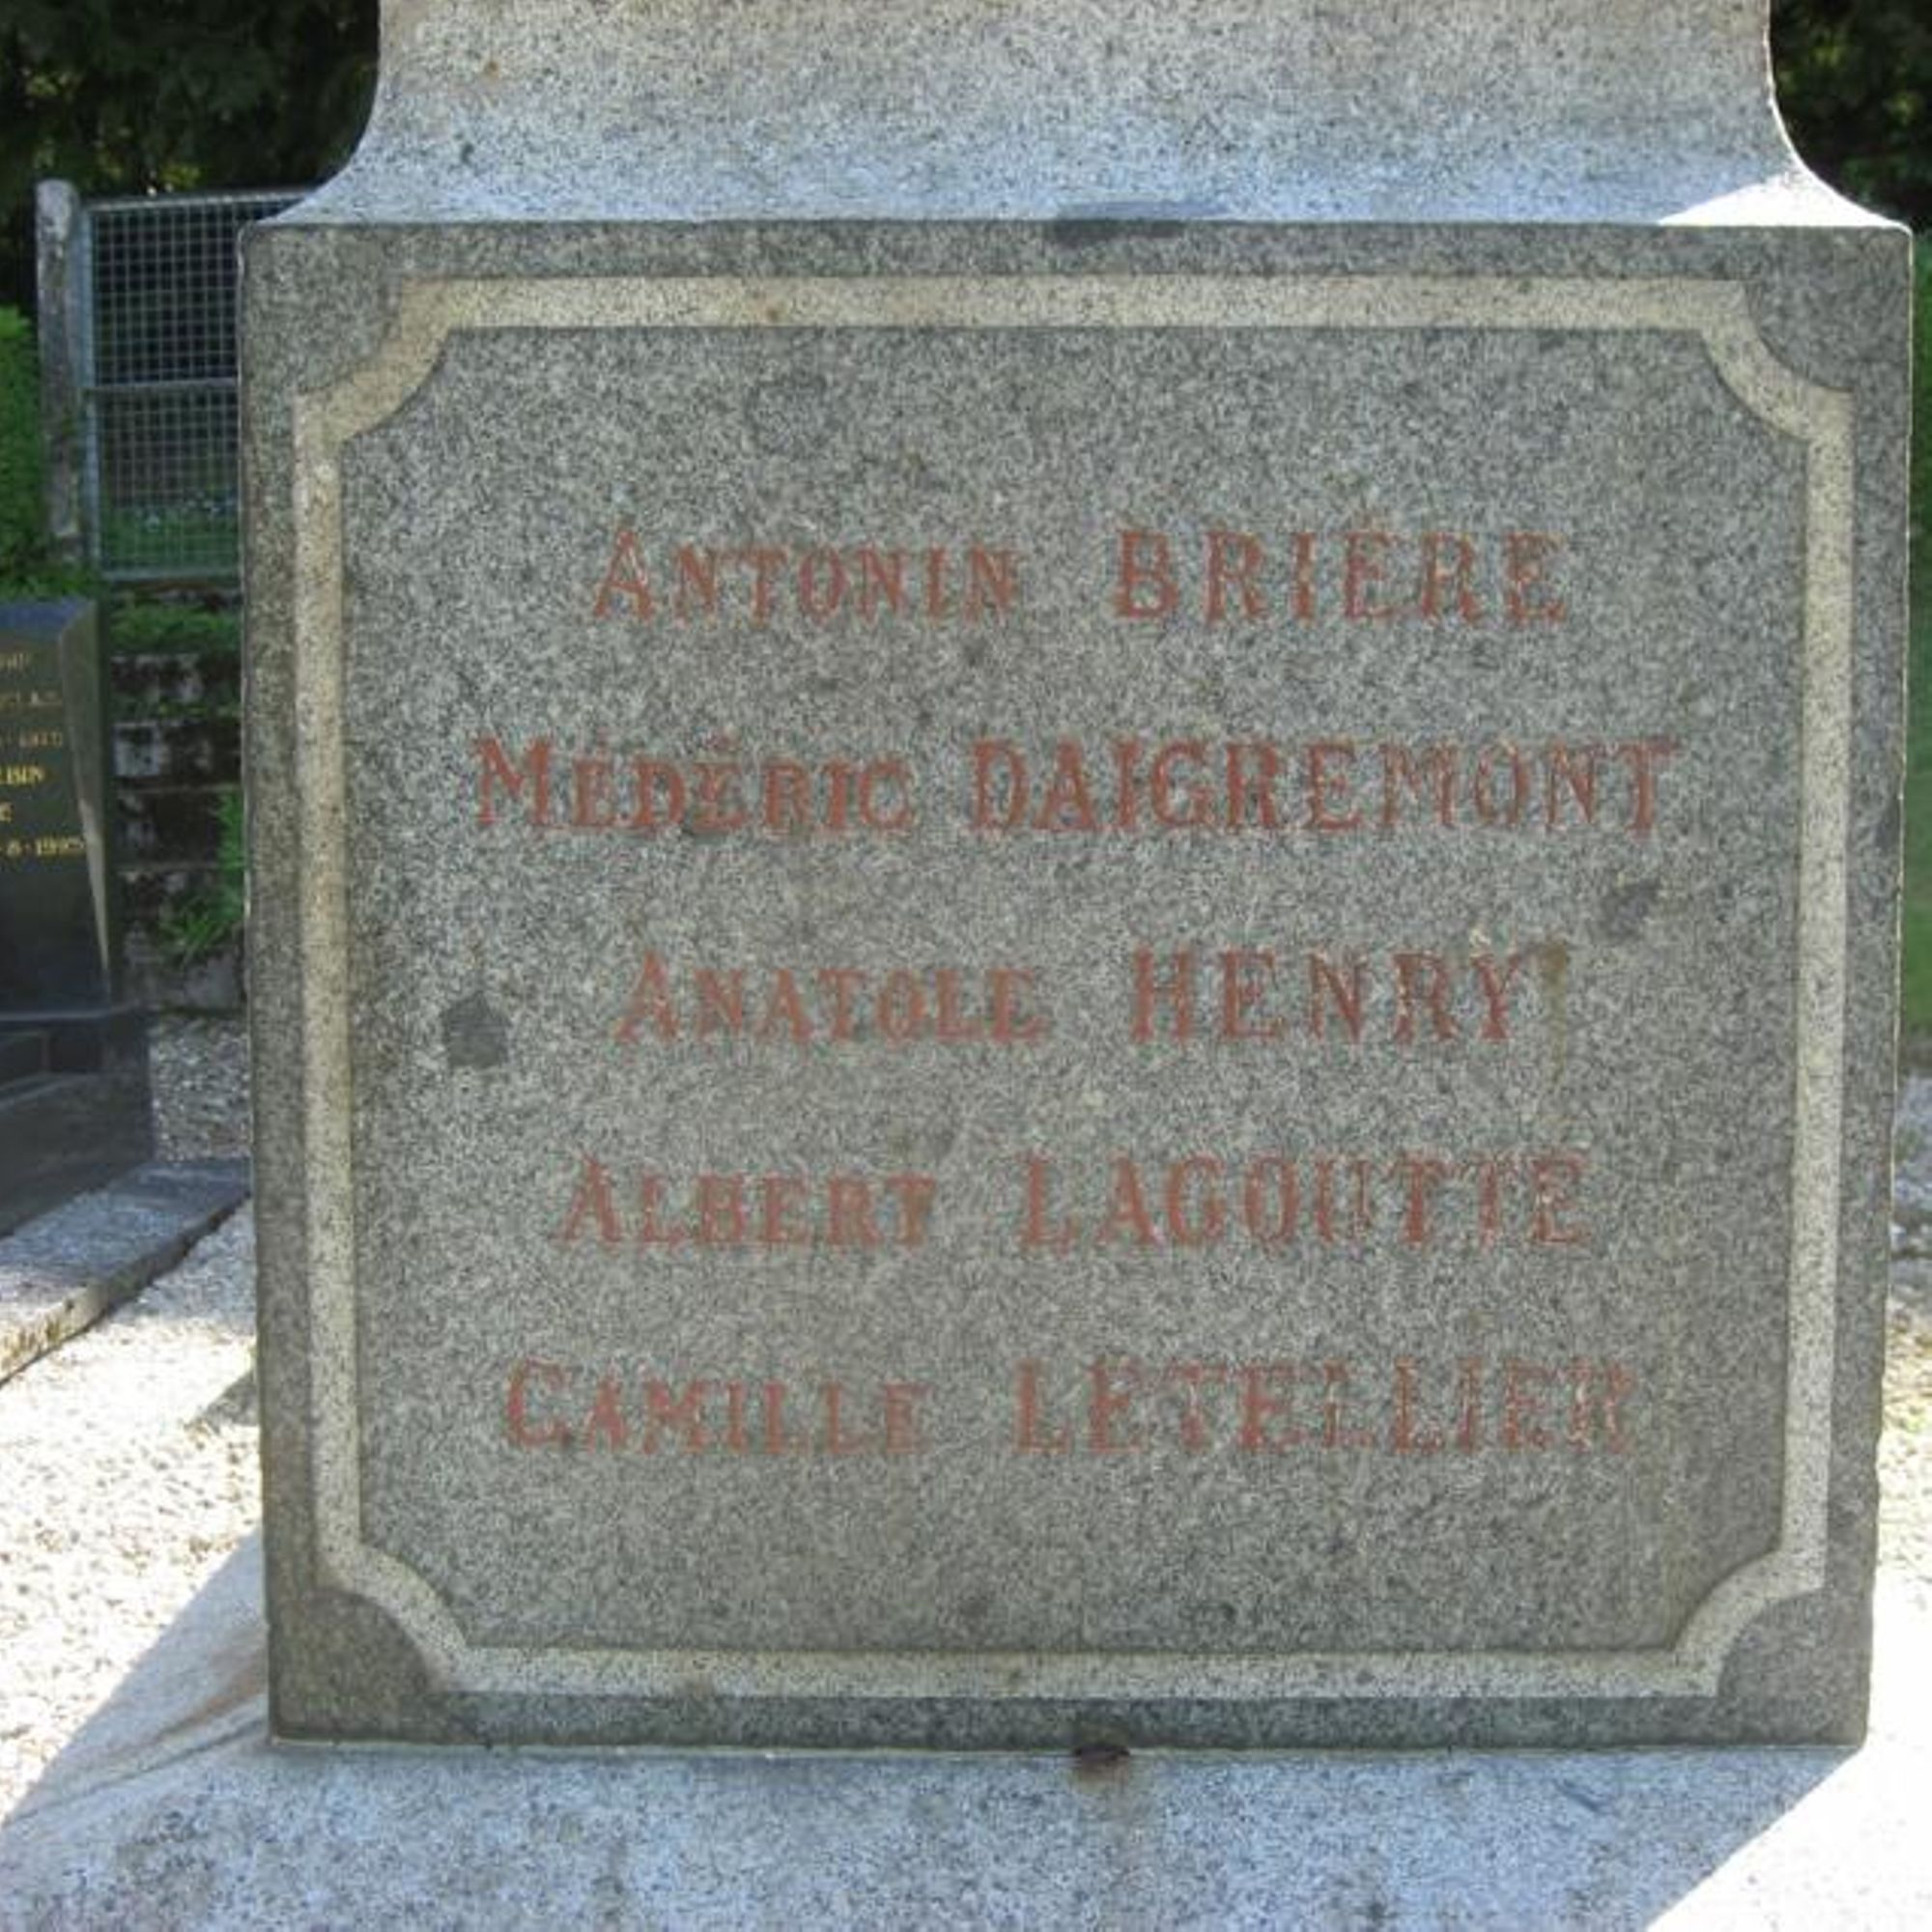 ANTONIN BRIÈRE
MÉDÉRIC DAIGREMONT
ANATOLE HENRY
ALBERT LAGOUTTE
CAMILLE LETELLIER